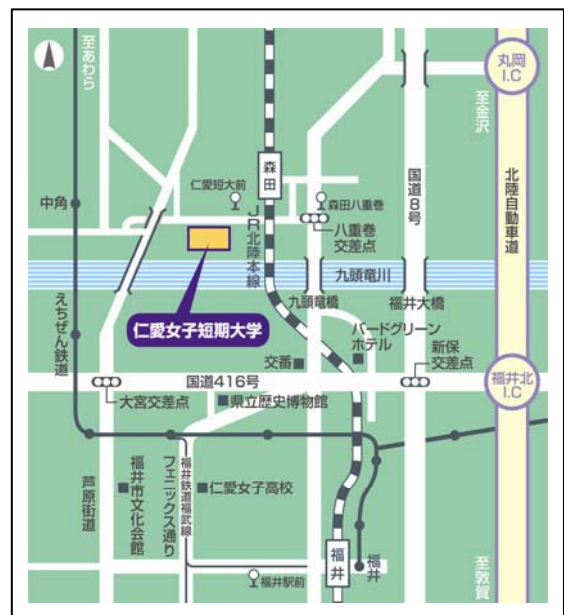 至あわら
丸岡
I.C
至金沢
国道8号
北陸自動車道
森田
仁愛短大前
中角
森田八重巻
八重巻
交差点
JR北陸本線
九頭竜川
九頭竜橋
福井大橋
仁愛女子短期大学
えちぜん鉄道
バードグリーン
ホテル
交番
新保
交差点
国道416号
福井北
I.C
大宮交差点
県立歴史博物館
芦原街道
福井市文化会館
フェニックス通り
福井鉄道福武線
仁愛女子高校
福井
福井
福井駅前
至敦賀